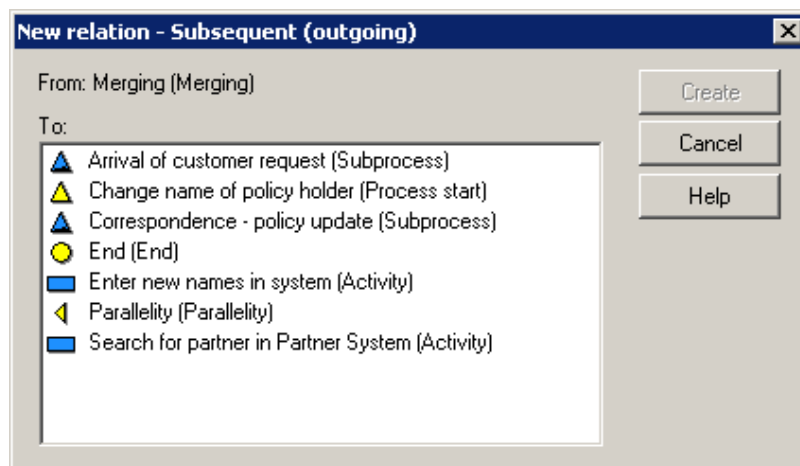 New relation - Subsequent (outgoing)
From: Merging (Merging)
Create
To:
Cancel
Arrival of customer request (Subprocess)
Change name of policy holder (Process start)
Help
Correspondence - policy update (Subprocess)
End (End)
Enter new names in system (Activity)
Parallelity (Parallelity)
Search for partner in Partner System (Activity)